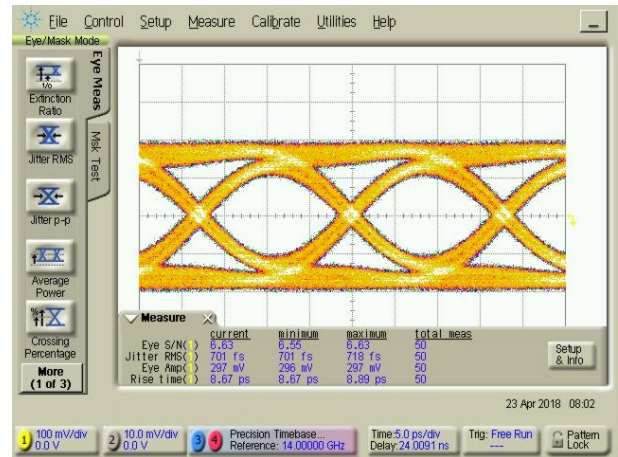 File Control Setup Measure Calibrate Utilities Help
Eye/Mask Mode
Eye Meas
Msk Test
Extinction
Ratio
Jitter RMS
Jitter p-p
Average
Power
Crossing
Percentage
More
(1 of 3)
Measure
current minimum maximum total meas
Eye S/N(1) 6.63 6.55 6.63 50
Jitter RMS(1) 701 fs 701 fs 718 fs 50
Eye Amp(1) 297 mV 296 mV 297 mV 50
Rise time(1) 8.67 ps 8.67 ps 8.89 ps 50
Setup
& Info
23 Apr 2018 08:02
1 100 mV/div
0.0 V
2 10.0 mV/div
0.0 V
3 4 Precision Timebase...
Reference: 14.00000 GHz
Time:5.0 ps/div
Delay:24.0091 ns
Trig: Free Run
---
Pattern
Lock